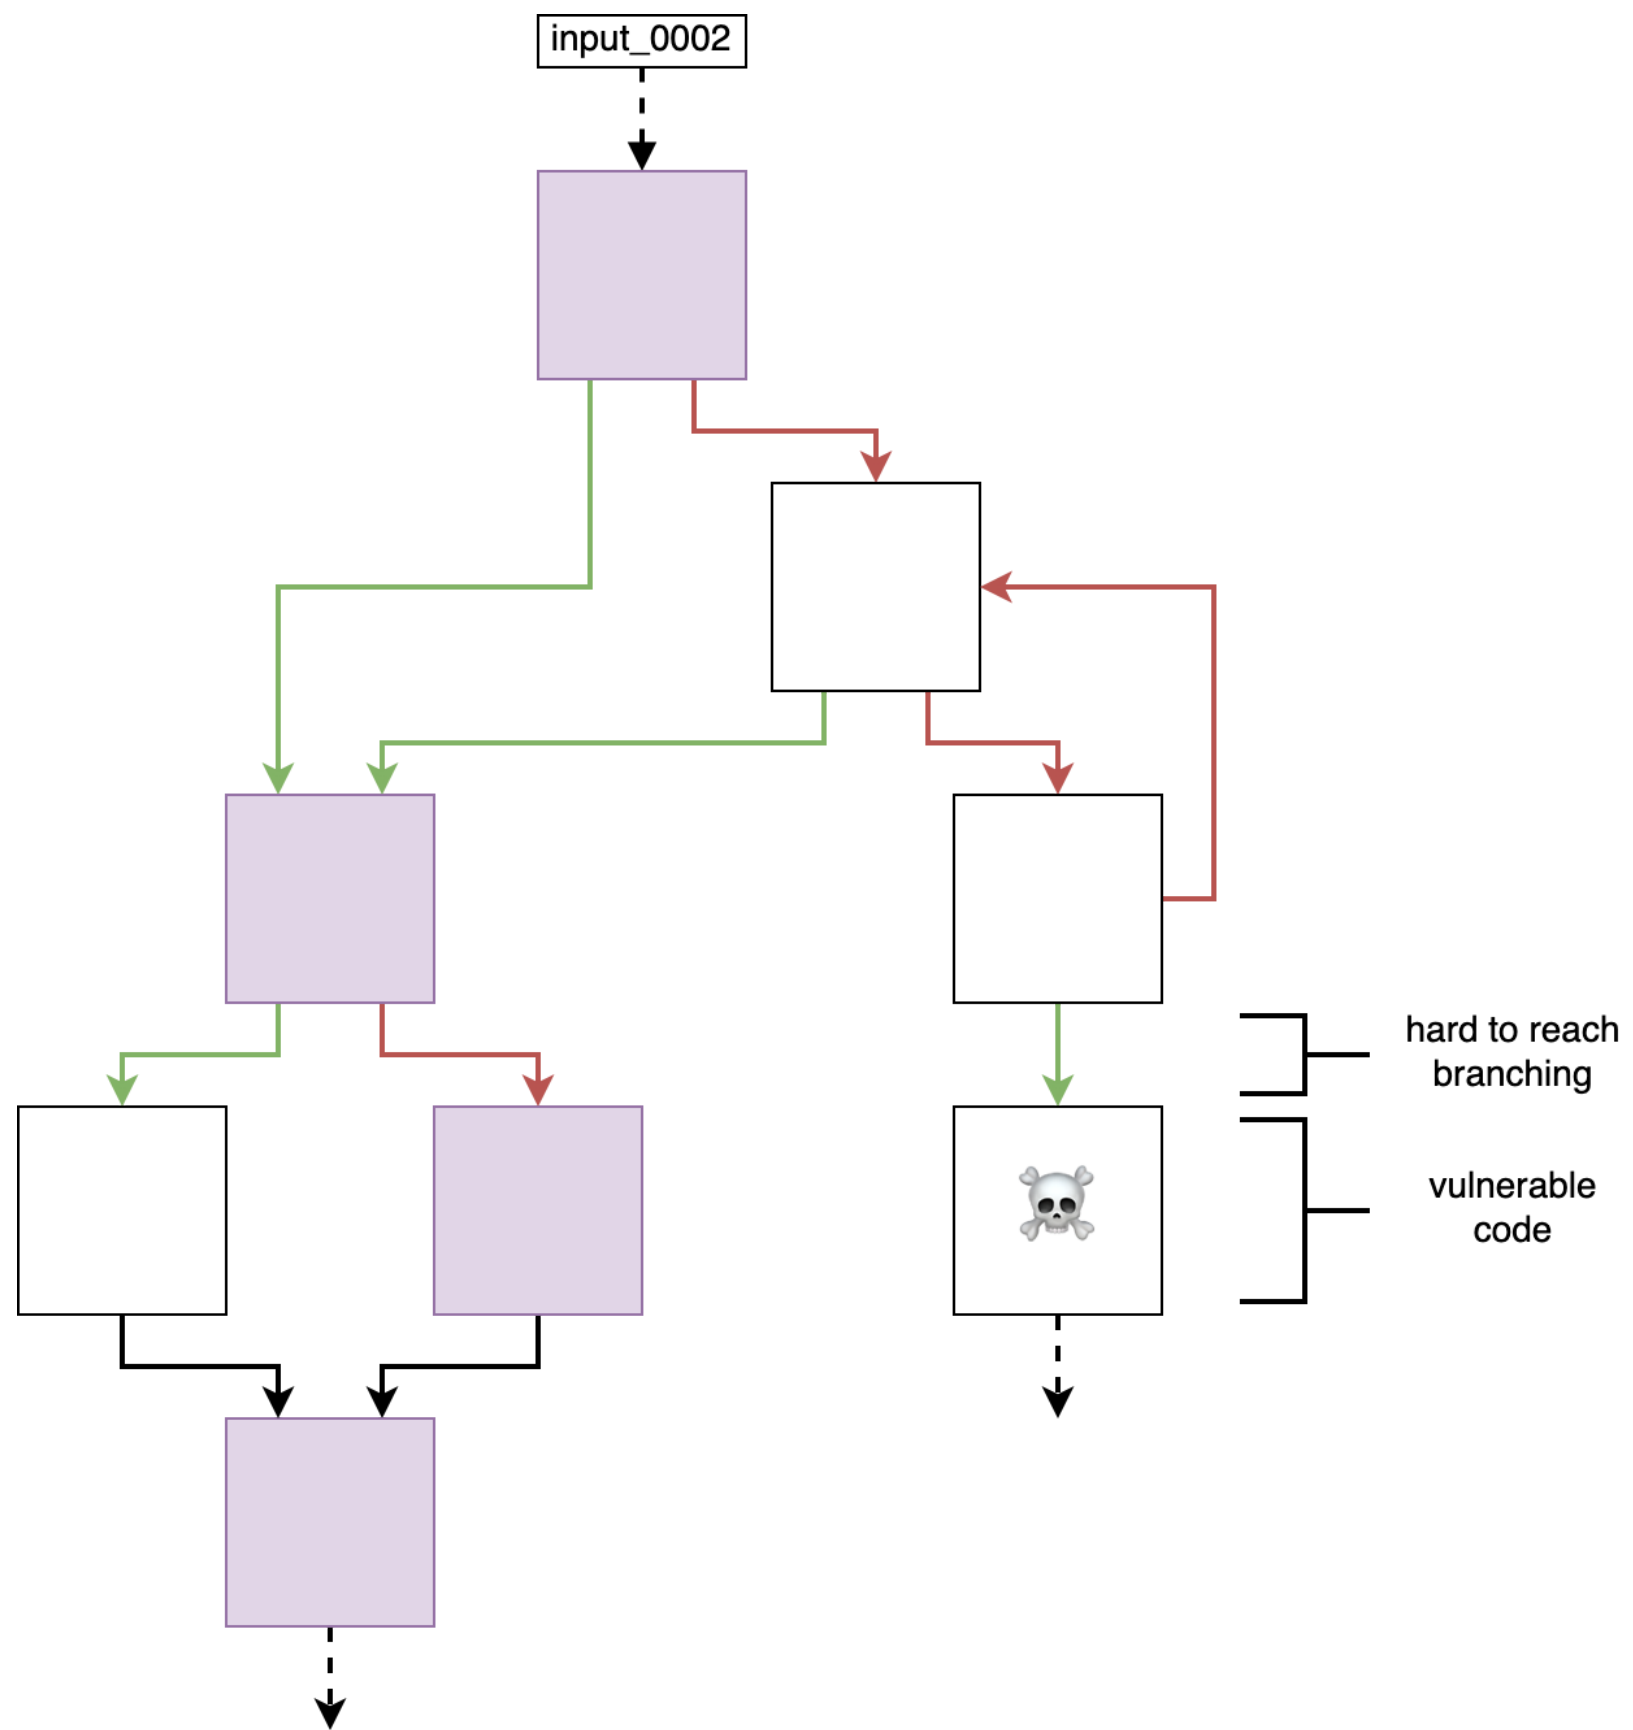 input_0002
hard to reach
branching
vulnerable
code